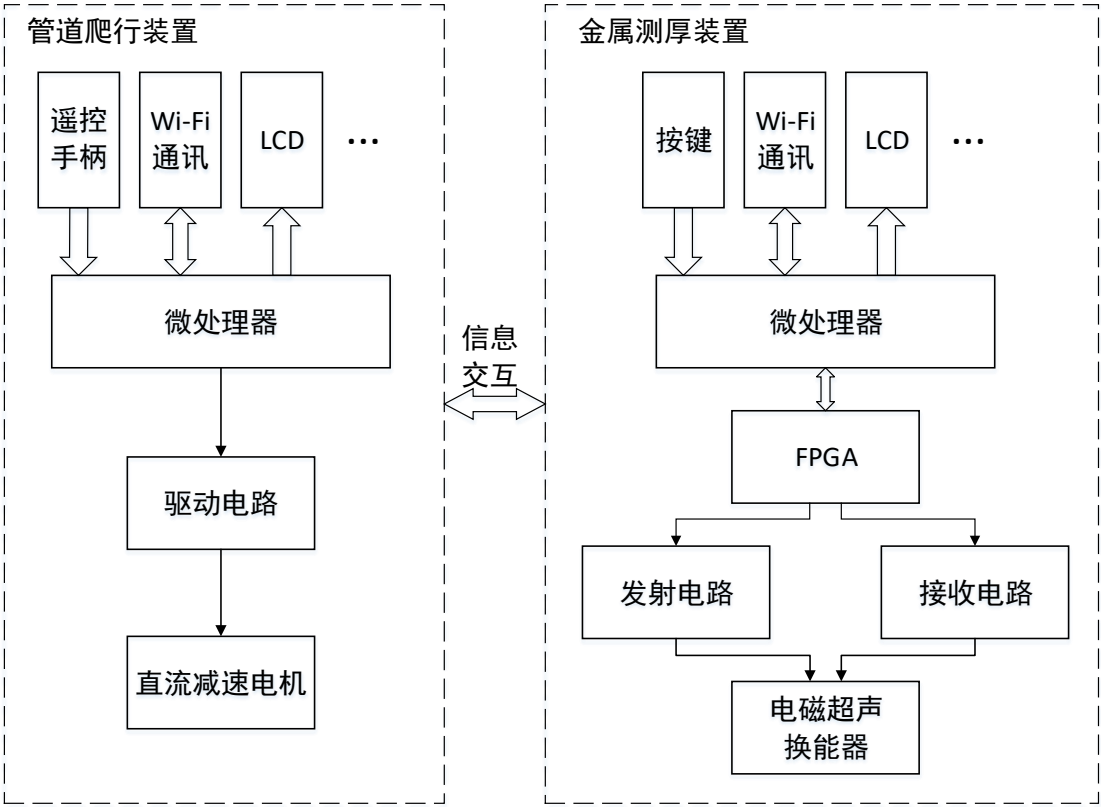 管道爬行装置
遥控
手柄
Wi-Fi
通讯
LCD
...
微处理器
驱动电路
直流减速电机
信息
交互
金属测厚装置
按键
Wi-Fi
通讯
LCD
...
微处理器
FPGA
发射电路
接收电路
电磁超声
换能器